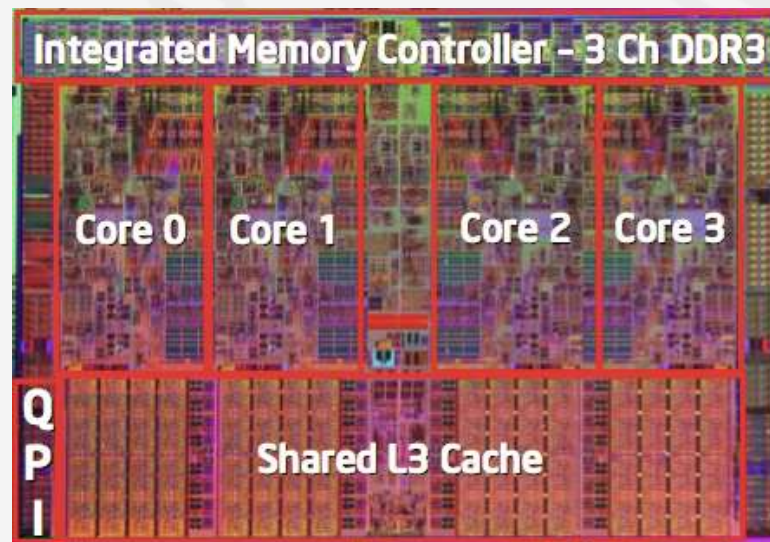 Integrated Memory Controller – 3 Ch DDR3
Core 0
Core 1
Core 2
Core 3
Q
P
I
Shared L3 Cache